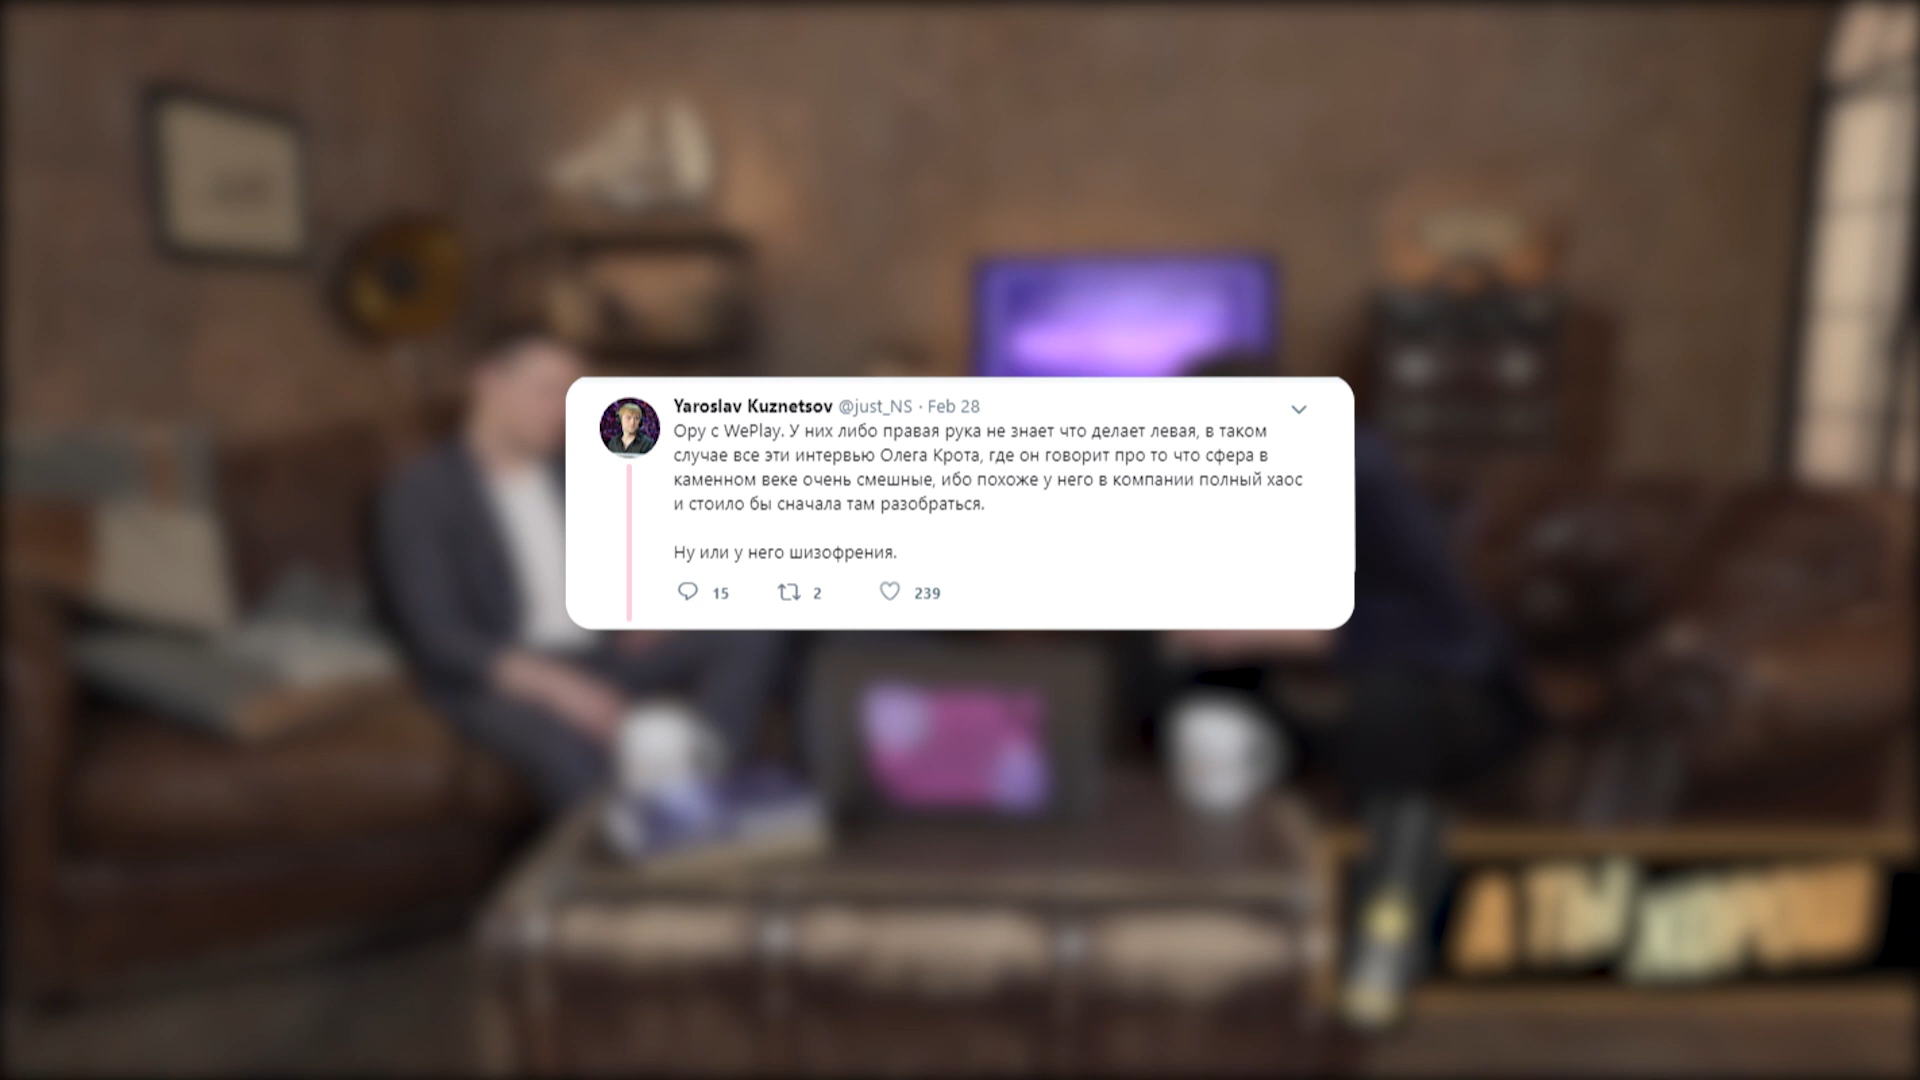 Yaroslav Kuznetsov @just_NS · Feb 28
Ору с WePlay. У них либо правая рука не знает что делает левая, в таком
случае все эти интервью Олега Крота, где он говорит про то что сфера в
каменном веке очень смешные, ибо похоже у него в компании полный хаос
и стоило бы сначала там разобраться.
Ну или у него шизофрения.
15 2 239